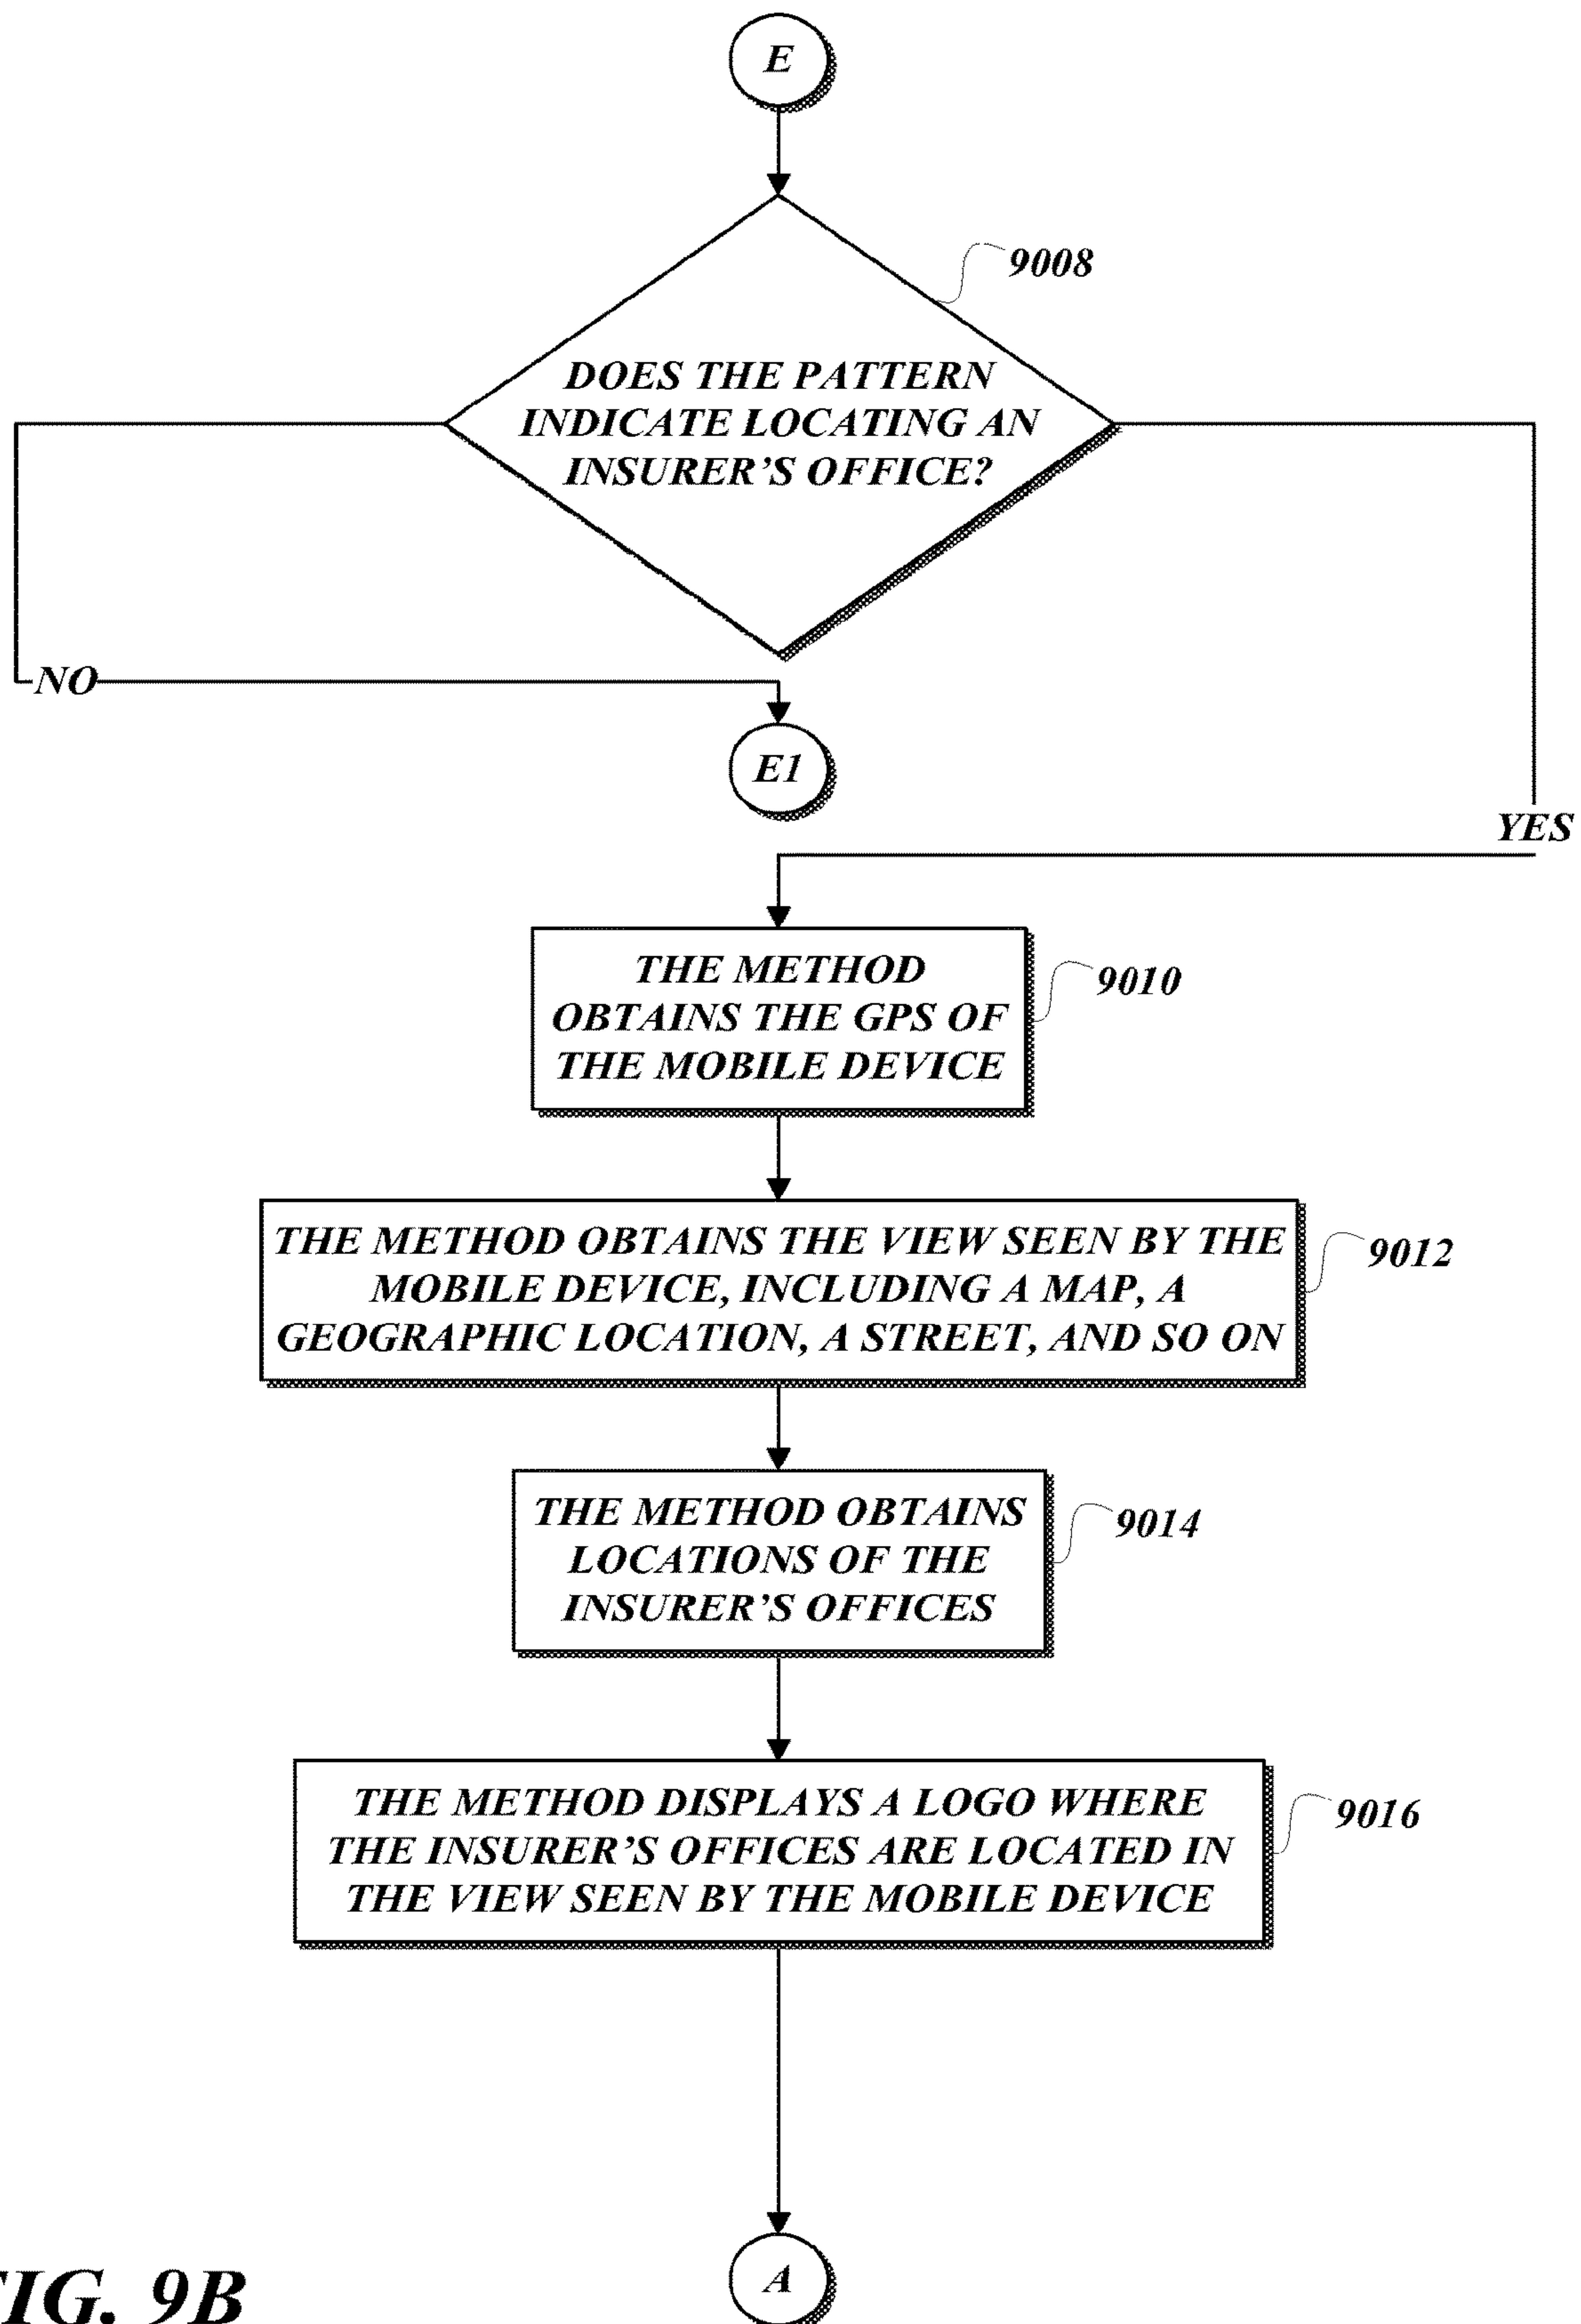 E
9008
DOES THE PATTERN
INDICATE LOCATING AN
INSURER'S OFFICE?
NO
E1
YES
THE METHOD
OBTAINS THE GPS OF
THE MOBILE DEVICE
9010
THE METHOD OBTAINS THE VIEW SEEN BY THE
MOBILE DEVICE, INCLUDING A MAP, A
GEOGRAPHIC LOCATION, A STREET, AND SO ON
9012
THE METHOD OBTAINS
LOCATIONS OF THE
INSURER'S OFFICES
9014
THE METHOD DISPLAYS A LOGO WHERE
THE INSURER'S OFFICES ARE LOCATED IN
THE VIEW SEEN BY THE MOBILE DEVICE
9016
A
FIG. 9B